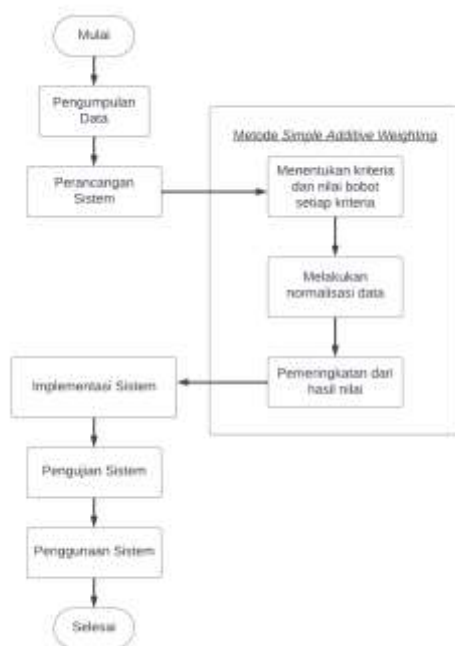 Mulai
Pengumpulan
Data
Perancangan
Sistem
Metode Simple Additive Weighting
Menentukan kriteria
dan nilai bobot
setiap kriteria
Melakukan
normalisasi data
Pemeringkatan dari
hasil nilai
Implementasi Sistem
Pengujian Sistem
Penggunaan Sistem
Selesai